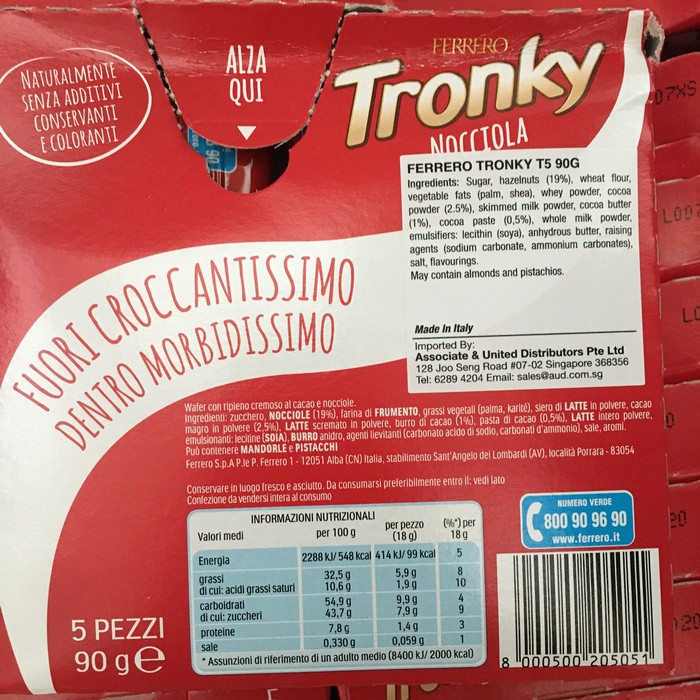 NATURALMENTE
SENZA ADDITIVI
CONSERVANTI
E COLORANTI
ALZA
QUI
FERRERO
Tronky
NOCCIOLA
FERRERO TRONKY T5 90G
Ingredients: Sugar, hazelnuts (19%), wheat flour,
vegetable fats (palm, shea), whey powder, cocoa
powder (2.5%), skimmed milk powder, cocoa butter
(1%), cocoa paste (0,5%), whole milk powder,
emulsifiers: lecithin (soya), anhydrous butter, raising
agents (sodium carbonate, ammonium carbonates),
salt, flavourings.
May contain almonds and pistachios.
Made In Italy
Imported By:
Associate & United Distributors Pte Ltd
128 Joo Seng Road #07-02 Singapore 368356
Tel: 6289 4204 Email: sales@aud.com.sg
FUORI CROCCANTISSIMO
DENTRO MORBIDISSIMO
Wafer con ripieno cremoso al cacao e nocciole.
Ingredienti: zucchero, NOCCIOLE (19%), farina di FRUMENTO, grassi vegetali (palma, karité), siero di LATTE in polvere, cacao
magro in polvere (2,5%), LATTE scremato in polvere, burro di cacao (1%), pasta di cacao (0,5%), LATTE intero polvere,
emulsionanti: lecitine (SOIA), BURRO anidro, agenti lievitanti (carbonato acido di sodio, carbonati d'ammonio), sale, aromi.
Può contenere MANDORLE e PISTACCHI
Ferrero S.p.A P.le P. Ferrero 1 - 12051 Alba (CN) Italia, stabilimento Sant'Angelo dei Lombardi (AV), località Porrara - 83054
Conservare in luogo fresco e asciutto. Da consumarsi preferibilmente entro il: vedi lato
Confezione da vendersi intera al consumo
INFORMAZIONI NUTRIZIONALI
Valori medi per 100 g per pezzo (18 g) (%*) per 18 g
Energia 2288 kJ/ 548 kcal 414 kJ/ 99 kcal 5
grassi 32,5 g 5,9 g 8
di cui: acidi grassi saturi 10,6 g 1,9 g 10
carboidrati 54,9 g 9,9 g 4
di cui: zuccheri 43,7 g 7,9 g 9
proteine 7,8 g 1,4 g 3
sale 0,330 g 0,059 g 1
* Assunzioni di riferimento di un adulto medio (8400 kJ/ 2000 kcal)
NUMERO VERDE
800 90 96 90
www.ferrero.it
5 PEZZI
90 g e
8 000500 205051